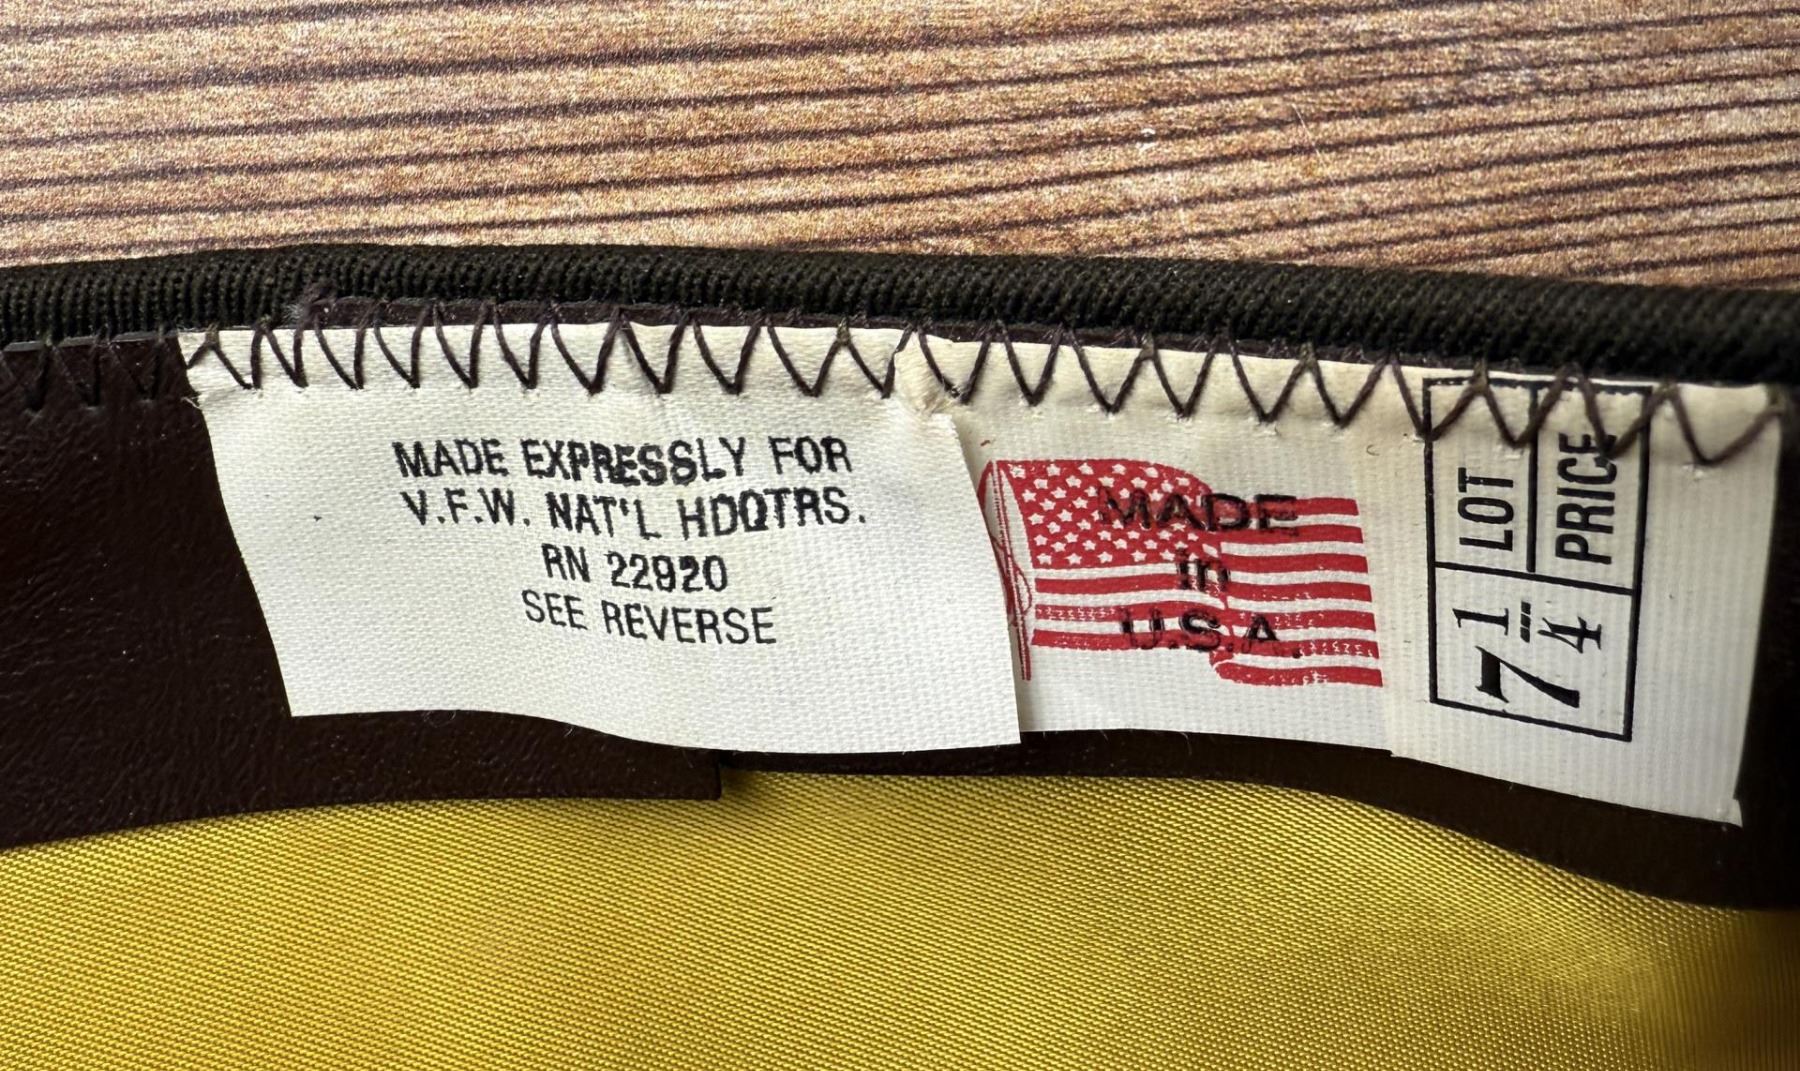 MADE EXPRESSLY FOR
V.F.W. NAT'L HDQTRS.
RN 22920
SEE REVERSE
MADE
in
U.S.A.
LOT
PRICE
7 1/4